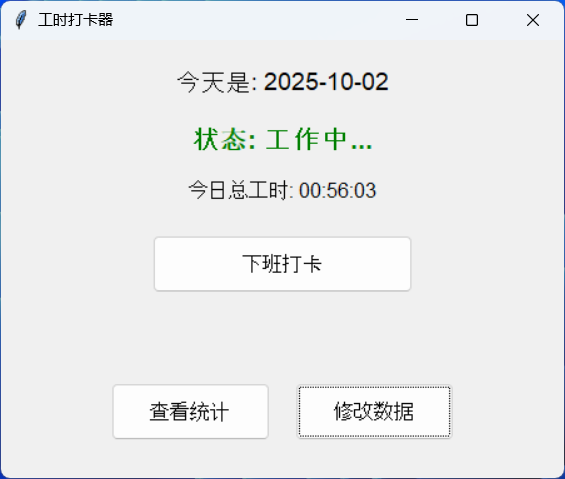 工时打卡器
今天是: 2025-10-02
状态: 工作中...
今日总工时: 00:56:03
下班打卡
查看统计
修改数据